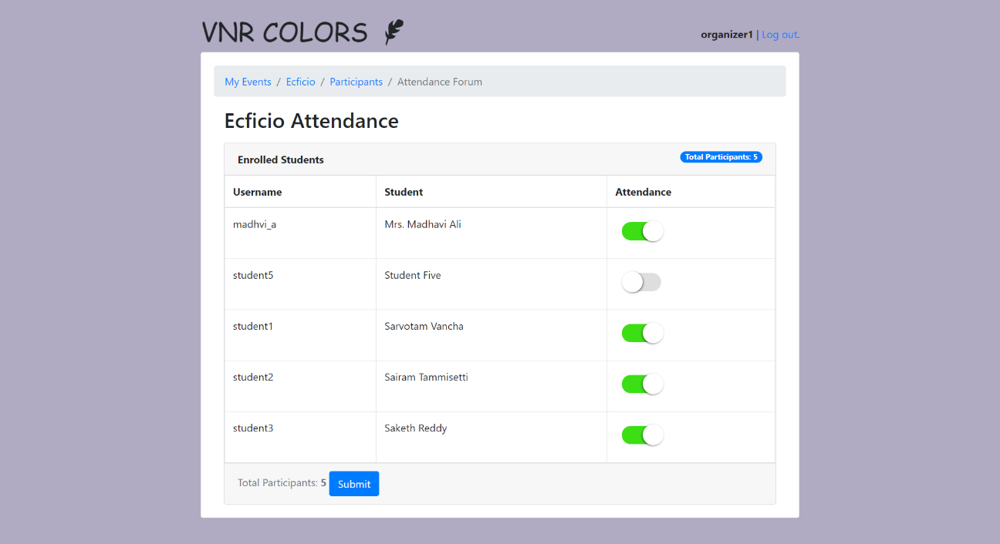 VNR COLORS
organizer1 | Log out.
My Events / Ecficio / Participants / Attendance Forum
Ecficio Attendance
Enrolled Students Total Participants: 5
Username Student Attendance
madhvi_a Mrs. Madhavi Ali
student5 Student Five
student1 Sarvotam Vancha
student2 Sairam Tammisetti
student3 Saketh Reddy
Total Participants: 5 Submit